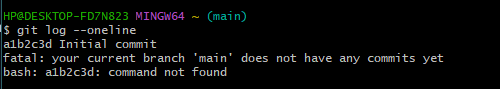 HP@DESKTOP-FD7N823 MINGW64 ~ (main)
$ git log --oneline
a1b2c3d Initial commit
fatal: your current branch 'main' does not have any commits yet
bash: a1b2c3d: command not found